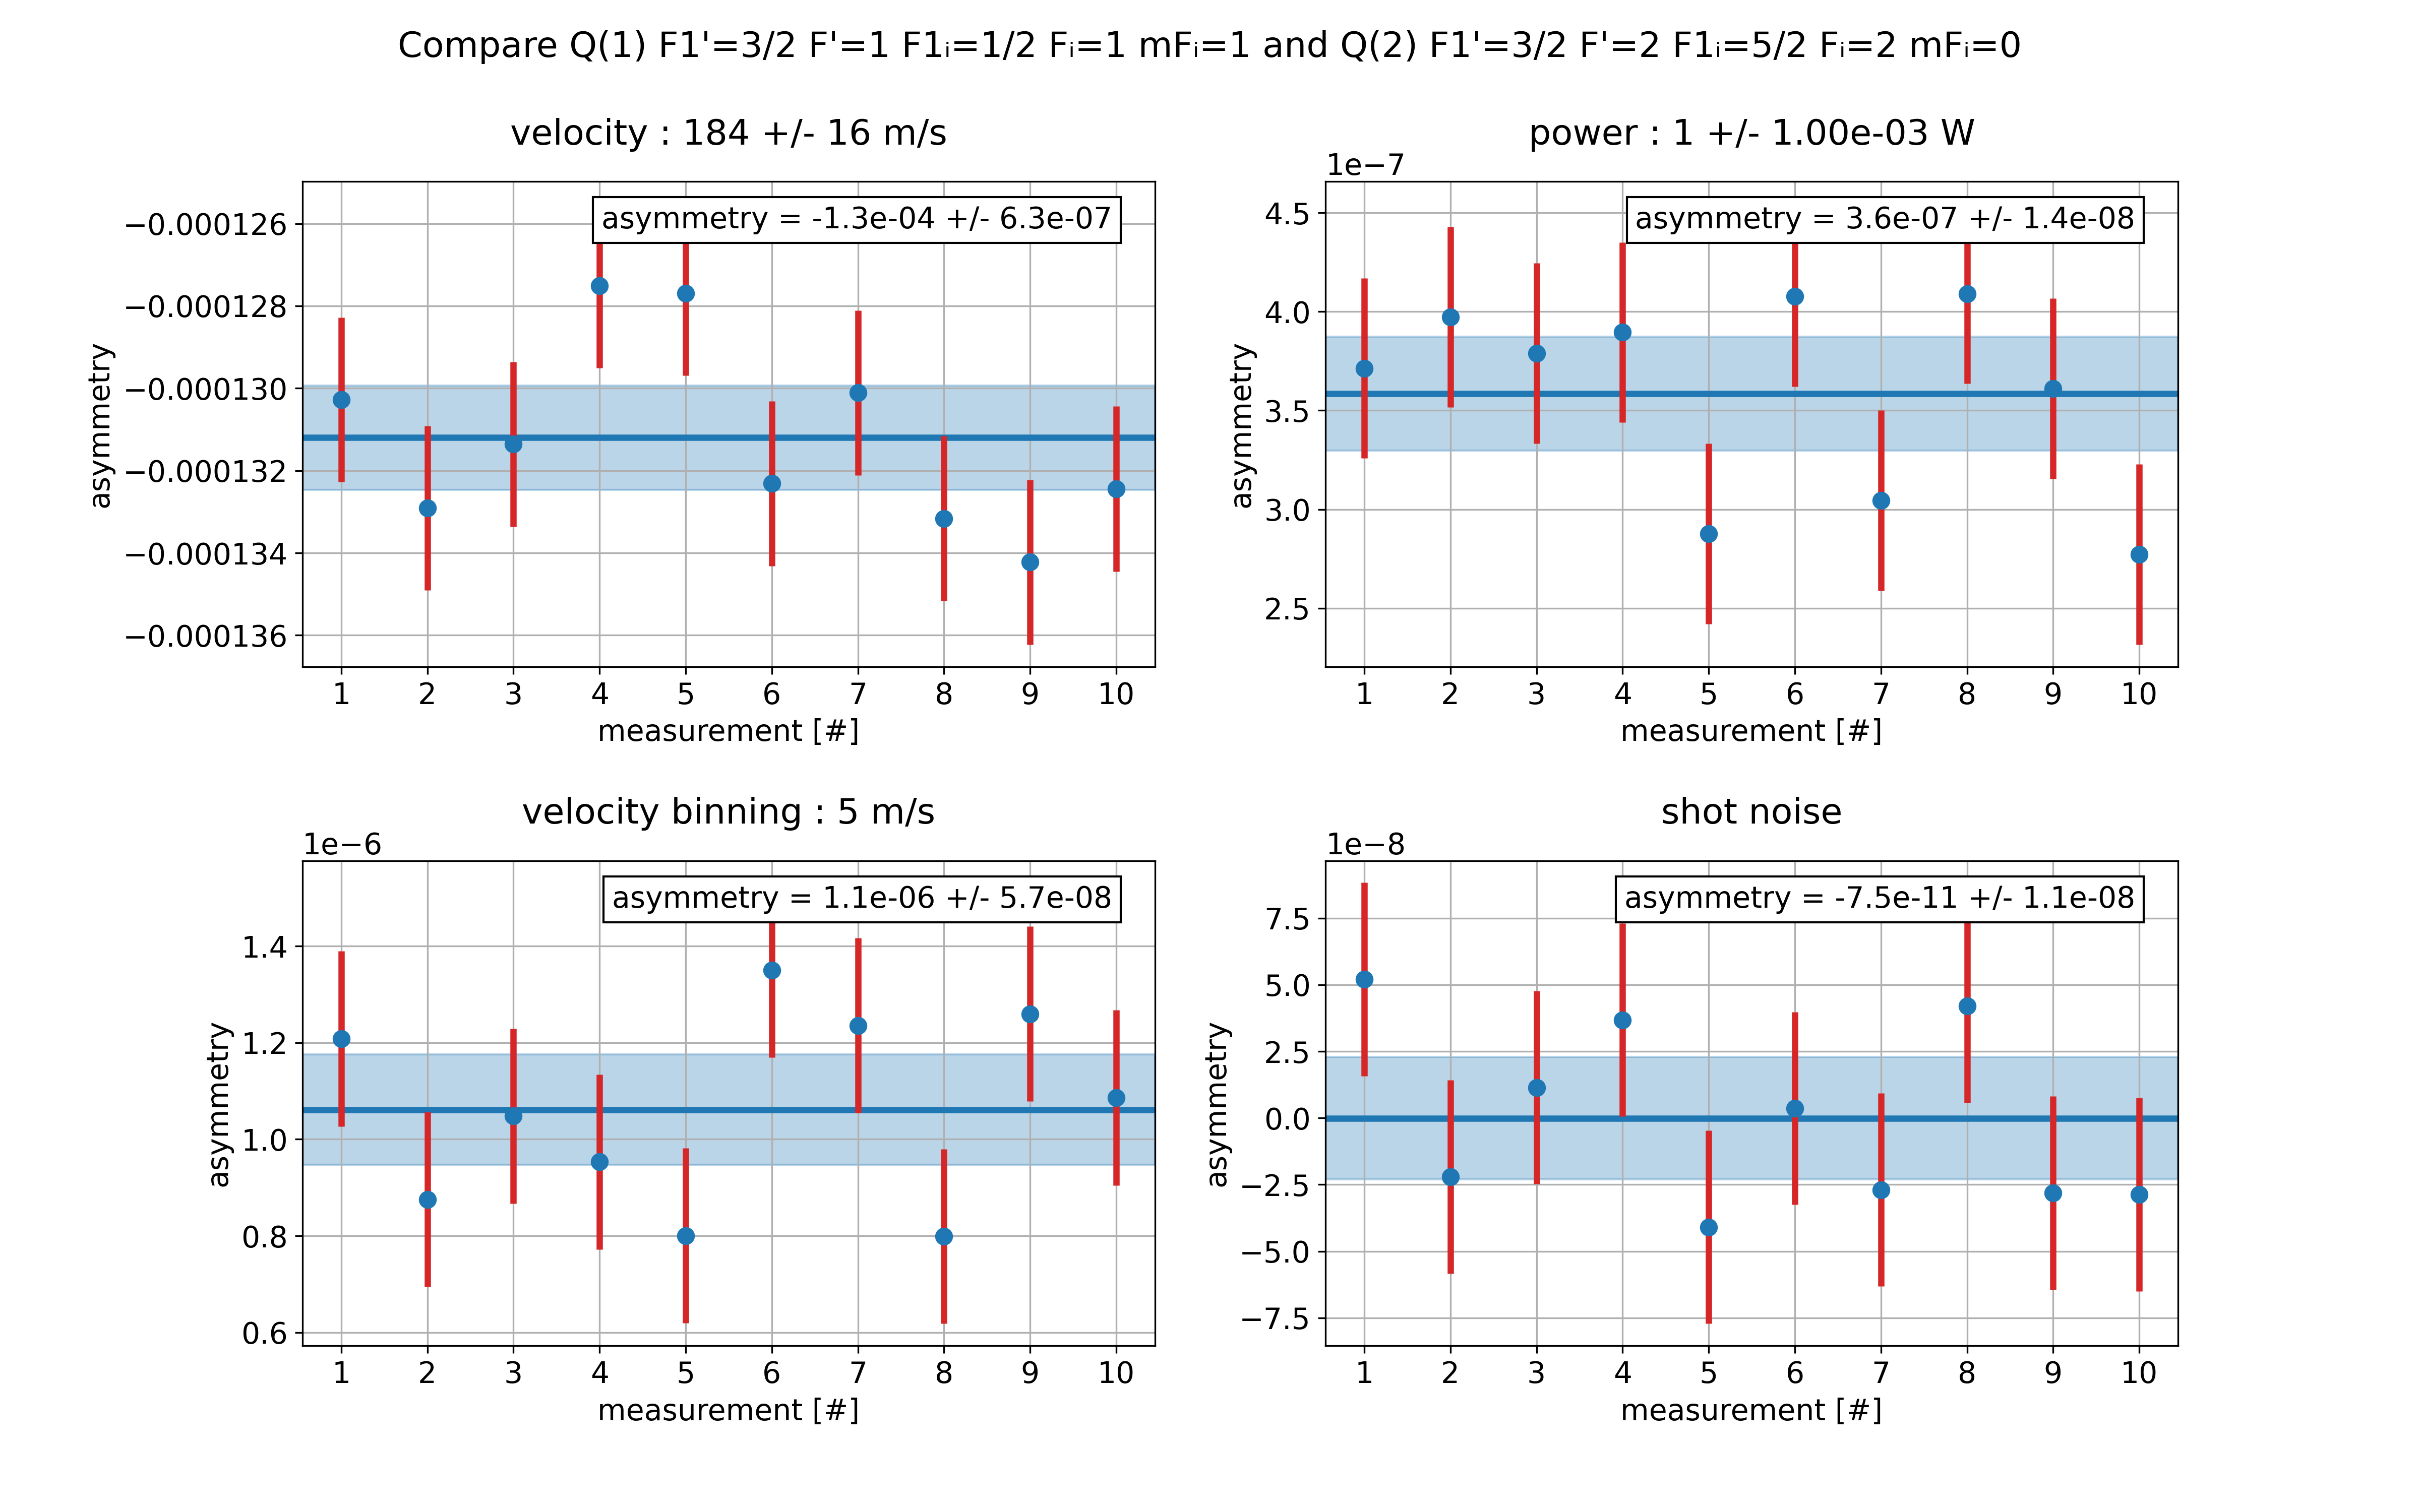 Compare Q(1) F1'=3/2 F'=1 F1ᵢ=1/2 Fᵢ=1 mFᵢ=1 and Q(2) F1'=3/2 F'=2 F1ᵢ=5/2 Fᵢ=2 mFᵢ=0
velocity : 184 +/- 16 m/s
asymmetry = -1.3e-04 +/- 6.3e-07
−0.000126
−0.000128
−0.000130
−0.000132
−0.000134
−0.000136
asymmetry
1 2 3 4 5 6 7 8 9 10
measurement [#]
power : 1 +/- 1.00e-03 W
1e−7
asymmetry = 3.6e-07 +/- 1.4e-08
4.5
4.0
3.5
3.0
2.5
asymmetry
1 2 3 4 5 6 7 8 9 10
measurement [#]
velocity binning : 5 m/s
1e−6
asymmetry = 1.1e-06 +/- 5.7e-08
1.4
1.2
1.0
0.8
0.6
asymmetry
1 2 3 4 5 6 7 8 9 10
measurement [#]
shot noise
1e−8
asymmetry = -7.5e-11 +/- 1.1e-08
7.5
5.0
2.5
0.0
−2.5
−5.0
−7.5
asymmetry
1 2 3 4 5 6 7 8 9 10
measurement [#]